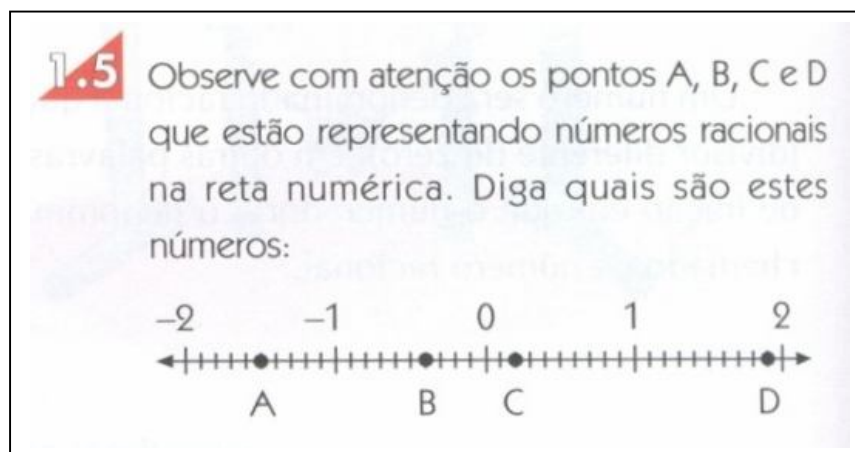 1.5 Observe com atenção os pontos A, B, C e D
que estão representando números racionais
na reta numérica. Diga quais são estes
números:
–2 –1 0 1 2
A B C D